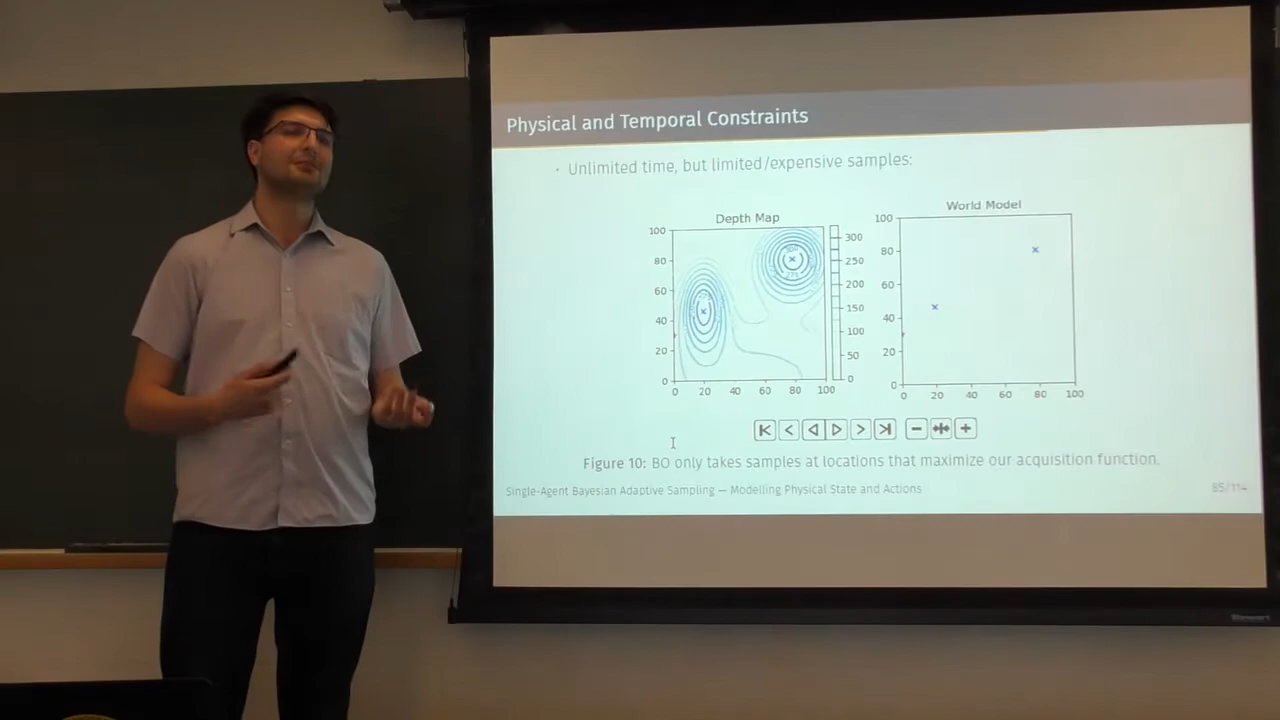 Physical and Temporal Constraints
· Unlimited time, but limited/expensive samples:
Depth Map
World Model
100
80
60
40
20
0
0 20 40 60 80 100
300
250
200
150
100
50
0
100
80
60
40
20
0
0 20 40 60 80 100
Figure 10: BO only takes samples at locations that maximize our acquisition function.
Single-Agent Bayesian Adaptive Sampling — Modelling Physical State and Actions
85/114